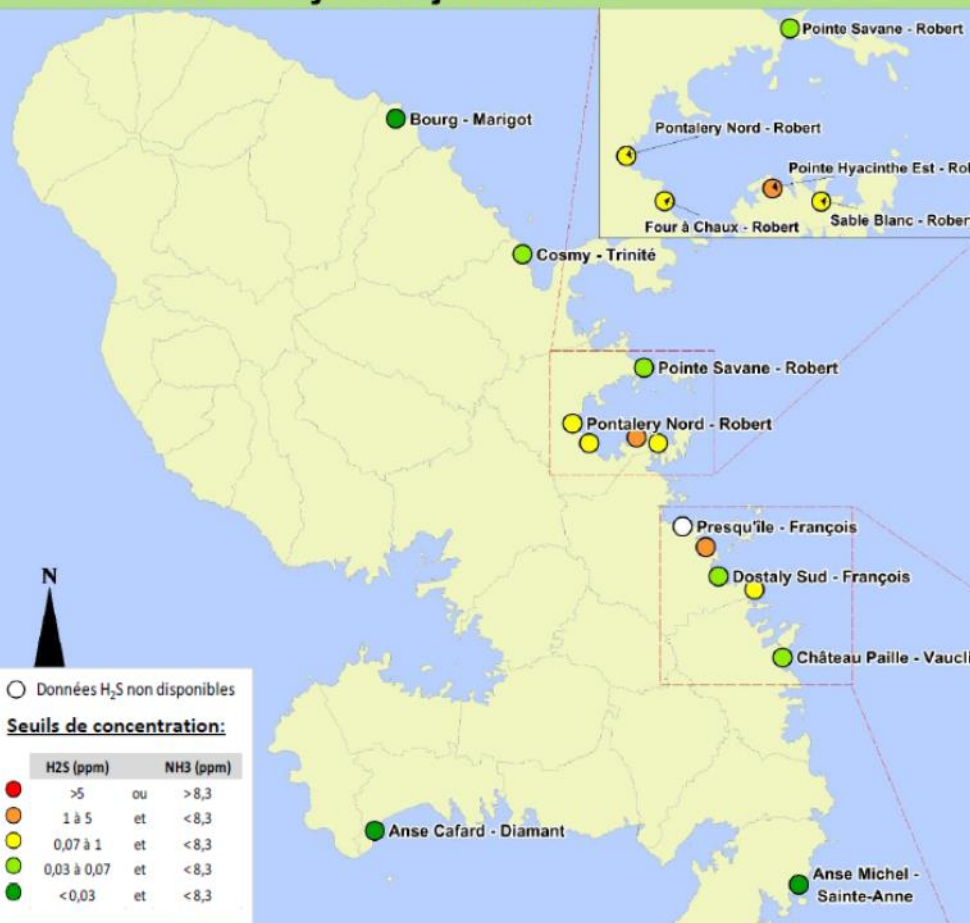 Pointe Savane - Robert
Bourg - Marigot
Pontalery Nord - Robert
Pointe Hyacinthe Est - Rob
Four à Chaux - Robert
Sable Blanc - Robert
Cosmy - Trinité
Pointe Savane - Robert
Pontalery Nord - Robert
Presqu'île - François
Dostaly Sud - François
Château Paille - Vaucli
N
Données H₂S non disponibles
Seuils de concentration:
H2S (ppm) NH3 (ppm)
>5 ou >8,3
1 à 5 et <8,3
0,07 à 1 et <8,3
0,03 à 0,07 et <8,3
<0,03 et <8,3
Anse Cafard - Diamant
Anse Michel -
Sainte-Anne